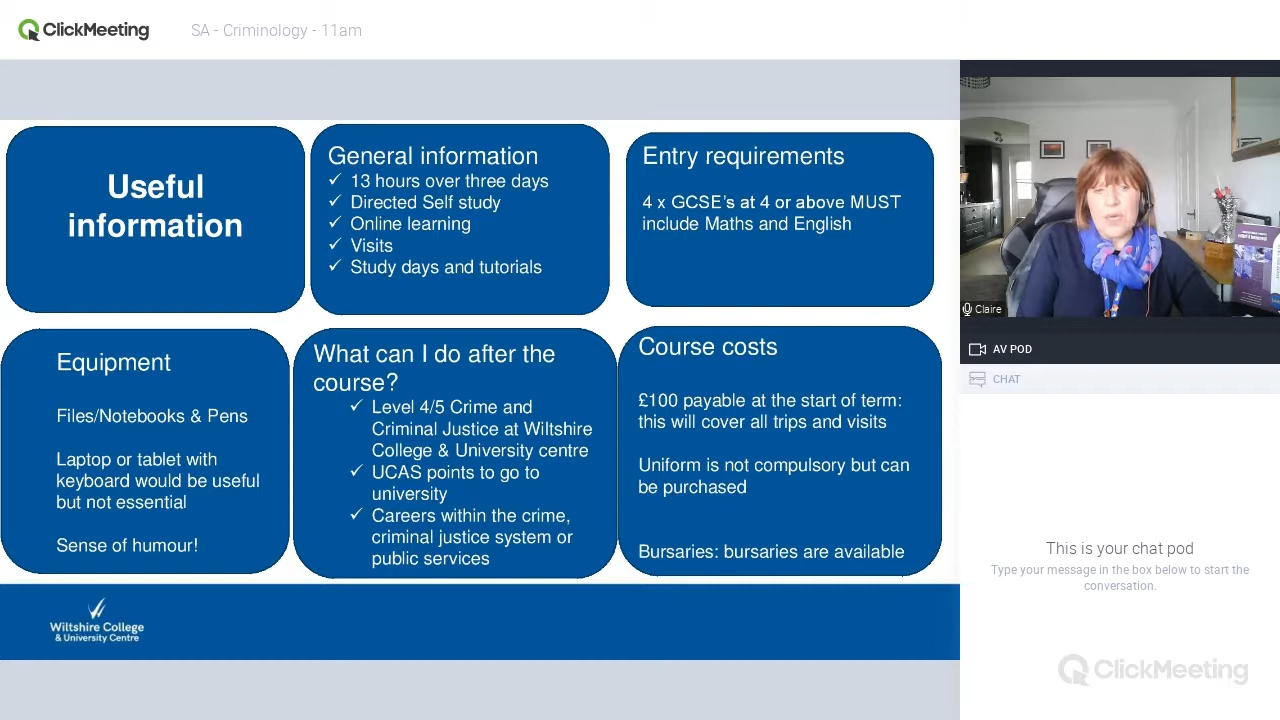 ClickMeeting
SA - Criminology - 11am
Useful
information
General information
✓ 13 hours over three days
✓ Directed Self study
✓ Online learning
✓ Visits
✓ Study days and tutorials
Entry requirements
4 x GCSE's at 4 or above MUST
include Maths and English
Equipment
Files/Notebooks & Pens
Laptop or tablet with
keyboard would be useful
but not essential
Sense of humour!
What can I do after the
course?
✓ Level 4/5 Crime and
Criminal Justice at Wiltshire
College & University centre
✓ UCAS points to go to
university
✓ Careers within the crime,
criminal justice system or
public services
Course costs
£100 payable at the start of term:
this will cover all trips and visits
Uniform is not compulsory but can
be purchased
Bursaries: bursaries are available
Wiltshire College
& University Centre
Claire
AV POD
CHAT
This is your chat pod
Type your message in the box below to start the
conversation.
ClickMeeting